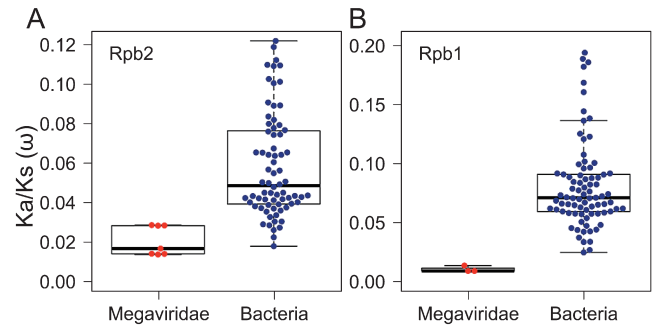 A
Rpb2
Ka/Ks (ω)
0.12
0.10
0.08
0.06
0.04
0.02
0.00
Megaviridae Bacteria
B
Rpb1
0.20
0.15
0.10
0.05
0.00
Megaviridae Bacteria